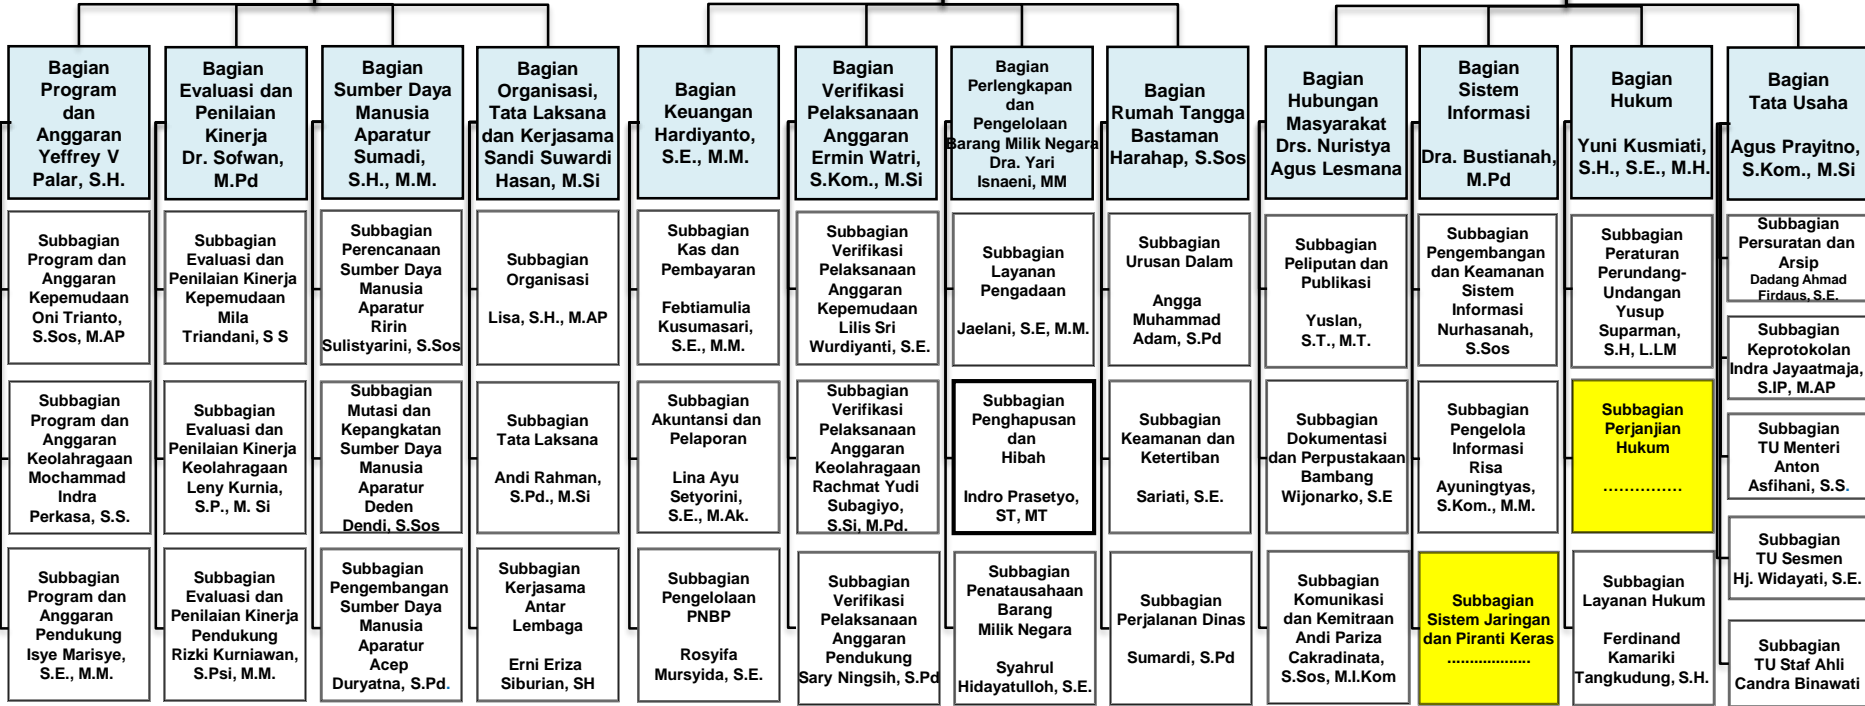 Bagian
Program
dan
Anggaran
Yeffrey V
Palar, S.H.
Bagian
Evaluasi dan
Penilaian
Kinerja
Dr. Sofwan,
M.Pd
Bagian
Sumber Daya
Manusia
Aparatur
Sumadi,
S.H., M.M.
Bagian
Organisasi,
Tata Laksana
dan Kerjasama
Sandi Suwardi
Hasan, M.Si
Bagian
Keuangan
Hardiyanto,
S.E., M.M.
Bagian
Verifikasi
Pelaksanaan
Anggaran
Ermin Watri,
S.Kom., M.Si
Bagian
Perlengkapan
dan
Pengelolaan
Barang Milik Negara
Dra. Yari
Isnaeni, MM
Bagian
Rumah Tangga
Bastaman
Harahap, S.Sos
Bagian
Hubungan
Masyarakat
Drs. Nuristya
Agus Lesmana
Bagian
Sistem
Informasi
Dra. Bustianah,
M.Pd
Bagian
Hukum
Yuni Kusmiati,
S.H., S.E., M.H.
Bagian
Tata Usaha
Agus Prayitno,
S.Kom., M.Si
Subbagian
Program dan
Anggaran
Kepemudaan
Oni Trianto,
S.Sos, M.AP
Subbagian
Evaluasi dan
Penilaian Kinerja
Kepemudaan
Mila
Triandani, S S
Subbagian
Perencanaan
Sumber Daya
Manusia
Aparatur
Ririn
Sulistyarini, S.Sos
Subbagian
Organisasi
Lisa, S.H., M.AP
Subbagian
Kas dan
Pembayaran
Febtiamulia
Kusumasari,
S.E., M.M.
Subbagian
Verifikasi
Pelaksanaan
Anggaran
Kepemudaan
Lilis Sri
Wurdiyanti, S.E.
Subbagian
Layanan
Pengadaan
Jaelani, S.E, M.M.
Subbagian
Urusan Dalam
Angga
Muhammad
Adam, S.Pd
Subbagian
Peliputan dan
Publikasi
Yuslan,
S.T., M.T.
Subbagian
Pengembangan
dan Keamanan
Sistem
Informasi
Nurhasanah,
S.Sos
Subbagian
Peraturan
Perundang-
Undangan
Yusup
Suparman,
S.H, L.LM
Subbagian
Persuratan dan
Arsip
Dadang Ahmad
Firdaus, S.E.
Subbagian
Keprotokolan
Indra Jayaatmaja,
S.IP, M.AP
Subbagian
Program dan
Anggaran
Keolahragaan
Mochammad
Indra
Perkasa, S.S.
Subbagian
Evaluasi dan
Penilaian Kinerja
Keolahragaan
Leny Kurnia,
S.P., M. Si
Subbagian
Mutasi dan
Kepangkatan
Sumber Daya
Manusia
Aparatur
Deden
Dendi, S.Sos
Subbagian
Tata Laksana
Andi Rahman,
S.Pd., M.Si
Subbagian
Akuntansi dan
Pelaporan
Lina Ayu
Setyorini,
S.E., M.Ak.
Subbagian
Verifikasi
Pelaksanaan
Anggaran
Keolahragaan
Rachmat Yudi
Subagiyo,
S.Si, M.Pd.
Subbagian
Penghapusan
dan
Hibah
Indro Prasetyo,
ST, MT
Subbagian
Keamanan dan
Ketertiban
Sariati, S.E.
Subbagian
Dokumentasi
dan Perpustakaan
Bambang
Wijonarko, S.E
Subbagian
Pengelola
Informasi
Risa
Ayuningtyas,
S.Kom., M.M.
Subbagian
Perjanjian
Hukum
...............
Subbagian
TU Menteri
Anton
Asfihani, S.S.
Subbagian
TU Sesmen
Hj. Widayati, S.E.
Subbagian
Program dan
Anggaran
Pendukung
Isye Marisye,
S.E., M.M.
Subbagian
Evaluasi dan
Penilaian Kinerja
Pendukung
Rizki Kurniawan,
S.Psi, M.M.
Subbagian
Pengembangan
Sumber Daya
Manusia
Aparatur
Acep
Duryatna, S.Pd.
Subbagian
Kerjasama
Antar
Lembaga
Erni Eriza
Siburian, SH
Subbagian
Pengelolaan
PNBP
Rosyifa
Mursyida, S.E.
Subbagian
Verifikasi
Pelaksanaan
Anggaran
Pendukung
Sary Ningsih, S.Pd
Subbagian
Penatausahaan
Barang
Milik Negara
Syahrul
Hidayatulloh, S.E.
Subbagian
Perjalanan Dinas
Sumardi, S.Pd
Subbagian
Komunikasi
dan Kemitraan
Andi Pariza
Cakradinata,
S.Sos, M.I.Kom
Subbagian
Sistem Jaringan
dan Piranti Keras
...................
Subbagian
Layanan Hukum
Ferdinand
Kamariki
Tangkudung, S.H.
Subbagian
TU Staf Ahli
Candra Binawati